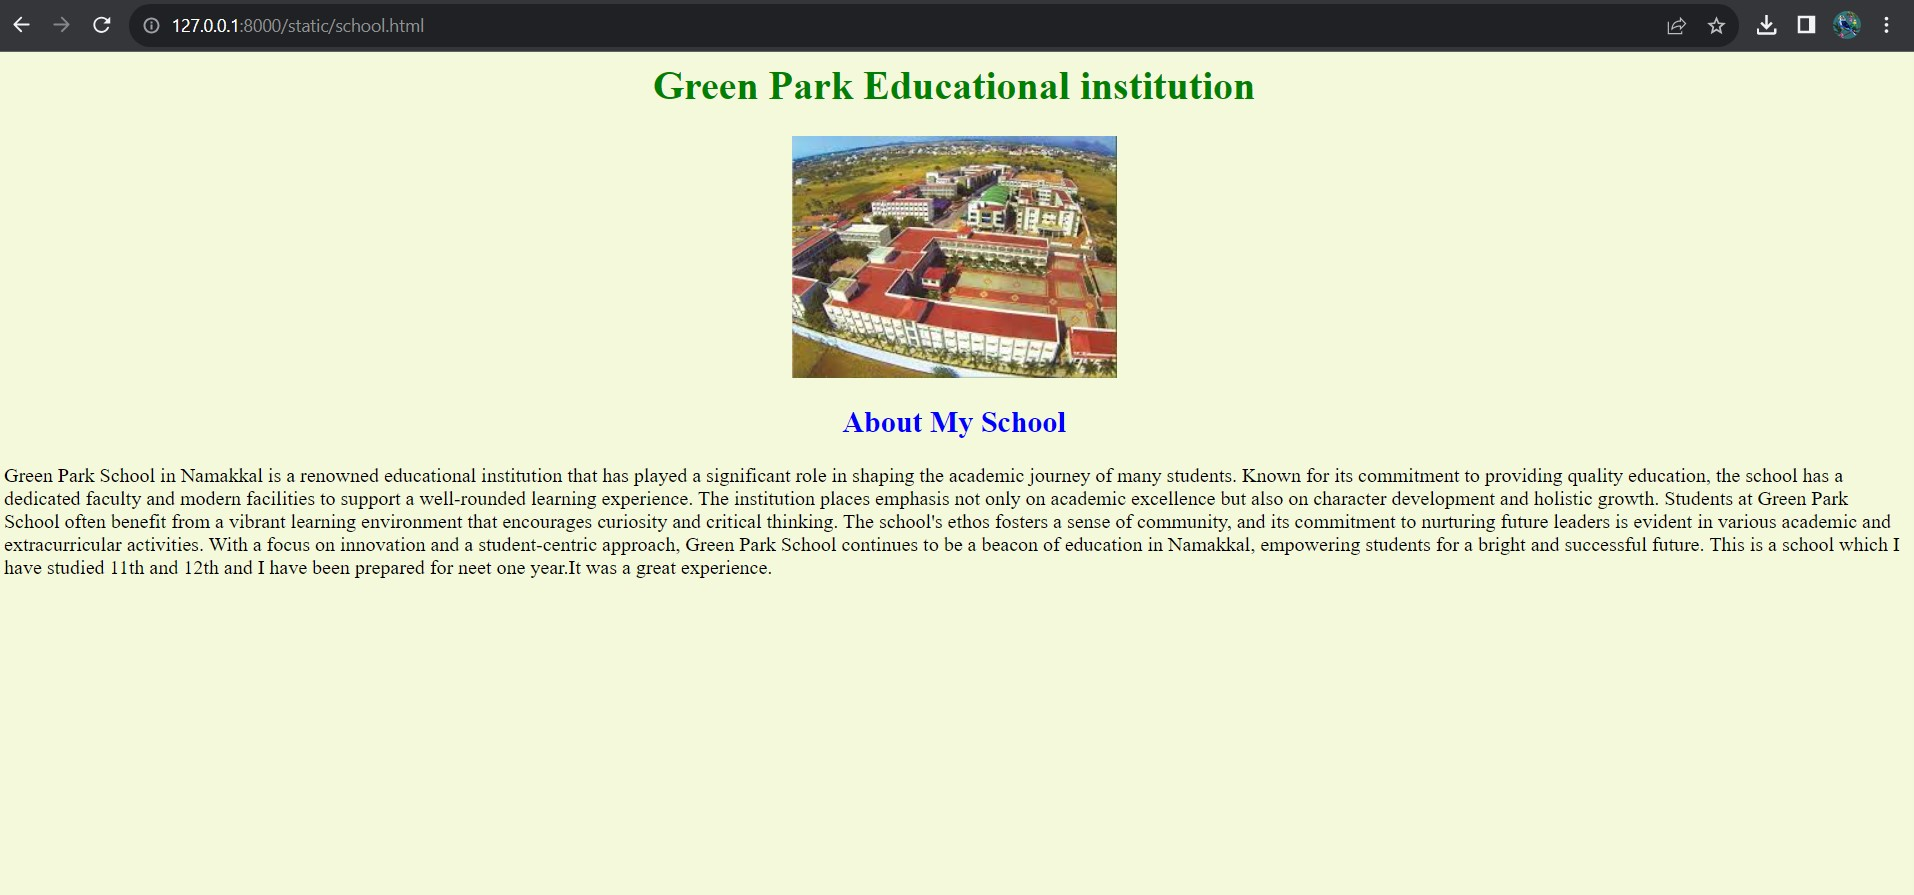 127.0.0.1:8000/static/school.html
Green Park Educational institution
About My School
Green Park School in Namakkal is a renowned educational institution that has played a significant role in shaping the academic journey of many students. Known for its commitment to providing quality education, the school has a
dedicated faculty and modern facilities to support a well-rounded learning experience. The institution places emphasis not only on academic excellence but also on character development and holistic growth. Students at Green Park
School often benefit from a vibrant learning environment that encourages curiosity and critical thinking. The school's ethos fosters a sense of community, and its commitment to nurturing future leaders is evident in various academic and
extracurricular activities. With a focus on innovation and a student-centric approach, Green Park School continues to be a beacon of education in Namakkal, empowering students for a bright and successful future. This is a school which I
have studied 11th and 12th and I have been prepared for neet one year.It was a great experience.